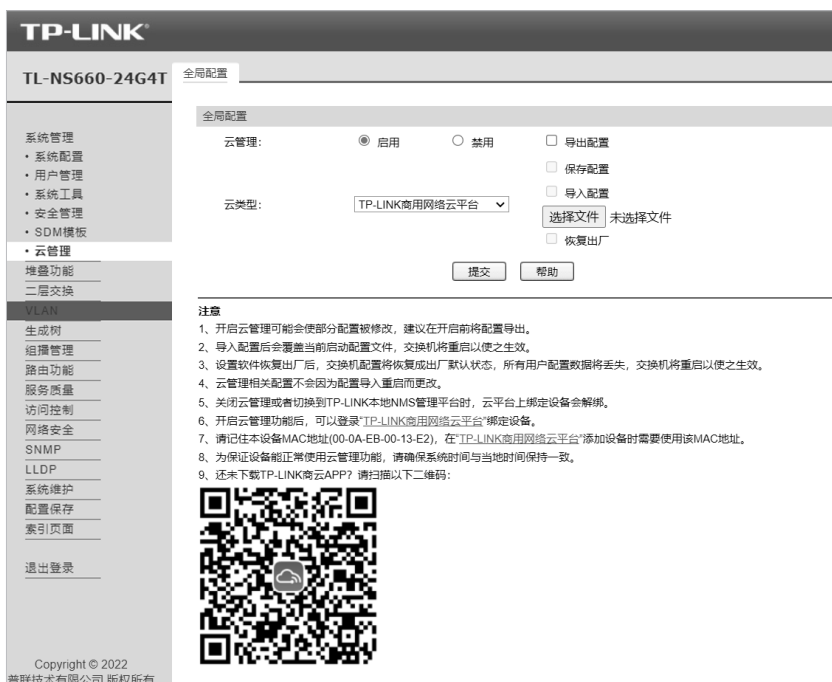 TP-LINK®
TL-NS660-24G4T
全局配置
系统管理
• 系统配置
• 用户管理
• 系统工具
• 安全管理
• SDM模板
• 云管理
堆叠功能
二层交换
VLAN
生成树
组播管理
路由功能
服务质量
访问控制
网络安全
SNMP
LLDP
系统维护
配置保存
索引页面
退出登录
Copyright © 2022
普联技术有限公司 版权所有
全局配置
云管理: 启用 禁用 导出配置
保存配置
导入配置
云类型: TP-LINK商用网络云平台 选择文件 未选择文件
恢复出厂
提交 帮助
注意
1、开启云管理可能会使部分配置被修改，建议在开启前将配置导出。
2、导入配置后会覆盖当前启动配置文件，交换机将重启以使之生效。
3、设置软件恢复出厂后，交换机配置将恢复成出厂默认状态，所有用户配置数据将丢失，交换机将重启以使之生效。
4、云管理相关配置不会因为配置导入重启而更改。
5、关闭云管理或者切换到TP-LINK本地NMS管理平台时，云平台上绑定设备会解绑。
6、开启云管理功能后，可以登录“TP-LINK商用网络云平台”绑定设备。
7、请记住本设备MAC地址(00-0A-EB-00-13-E2)，在“TP-LINK商用网络云平台”添加设备时需要使用该MAC地址。
8、为保证设备能正常使用云管理功能，请确保系统时间与当地时间保持一致。
9、还未下载TP-LINK商云APP？请扫描以下二维码：